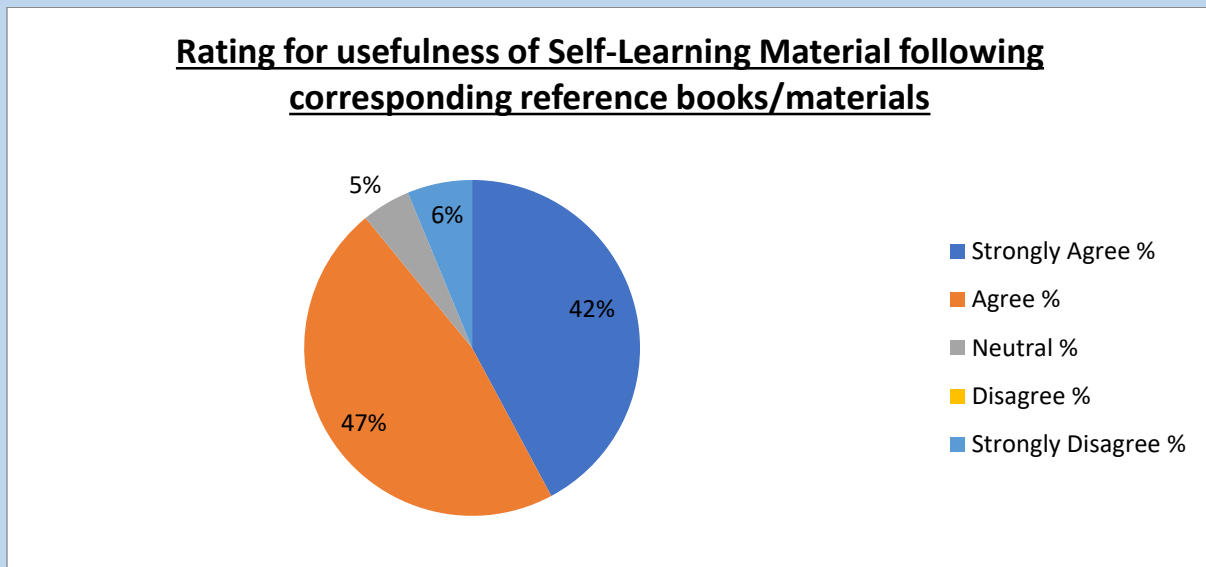 Rating for usefulness of Self-Learning Material following
corresponding reference books/materials
5%
6%
42%
47%
Strongly Agree %
Agree %
Neutral %
Disagree %
Strongly Disagree %